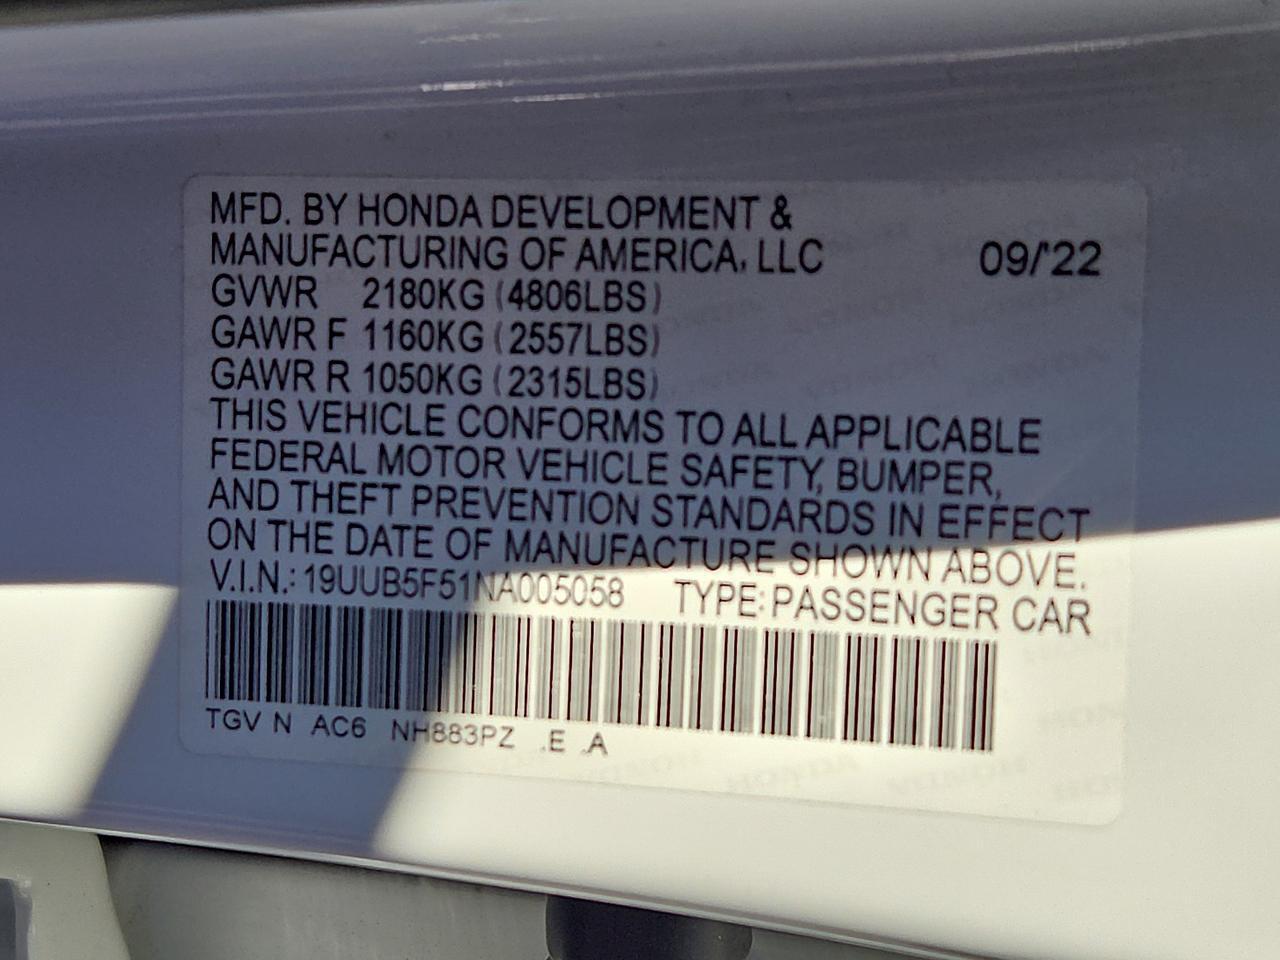 MFD. BY HONDA DEVELOPMENT &
MANUFACTURING OF AMERICA, LLC 09/'22
GVWR 2180KG (4806LBS)
GAWR F 1160KG (2557LBS)
GAWR R 1050KG (2315LBS)
THIS VEHICLE CONFORMS TO ALL APPLICABLE
FEDERAL MOTOR VEHICLE SAFETY, BUMPER,
AND THEFT PREVENTION STANDARDS IN EFFECT
ON THE DATE OF MANUFACTURE SHOWN ABOVE.
V.I.N.: 19UUB5F51NA005058 TYPE: PASSENGER CAR
TGV N AC6 NH883PZ .E .A